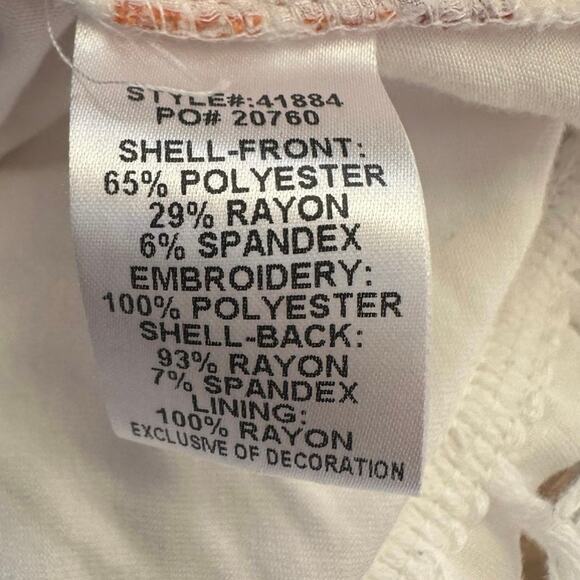 STYLE#:41884
PO# 20760
SHELL-FRONT:
65% POLYESTER
29% RAYON
6% SPANDEX
EMBROIDERY:
100% POLYESTER
SHELL-BACK:
93% RAYON
7% SPANDEX
LINING:
100% RAYON
EXCLUSIVE OF DECORATION